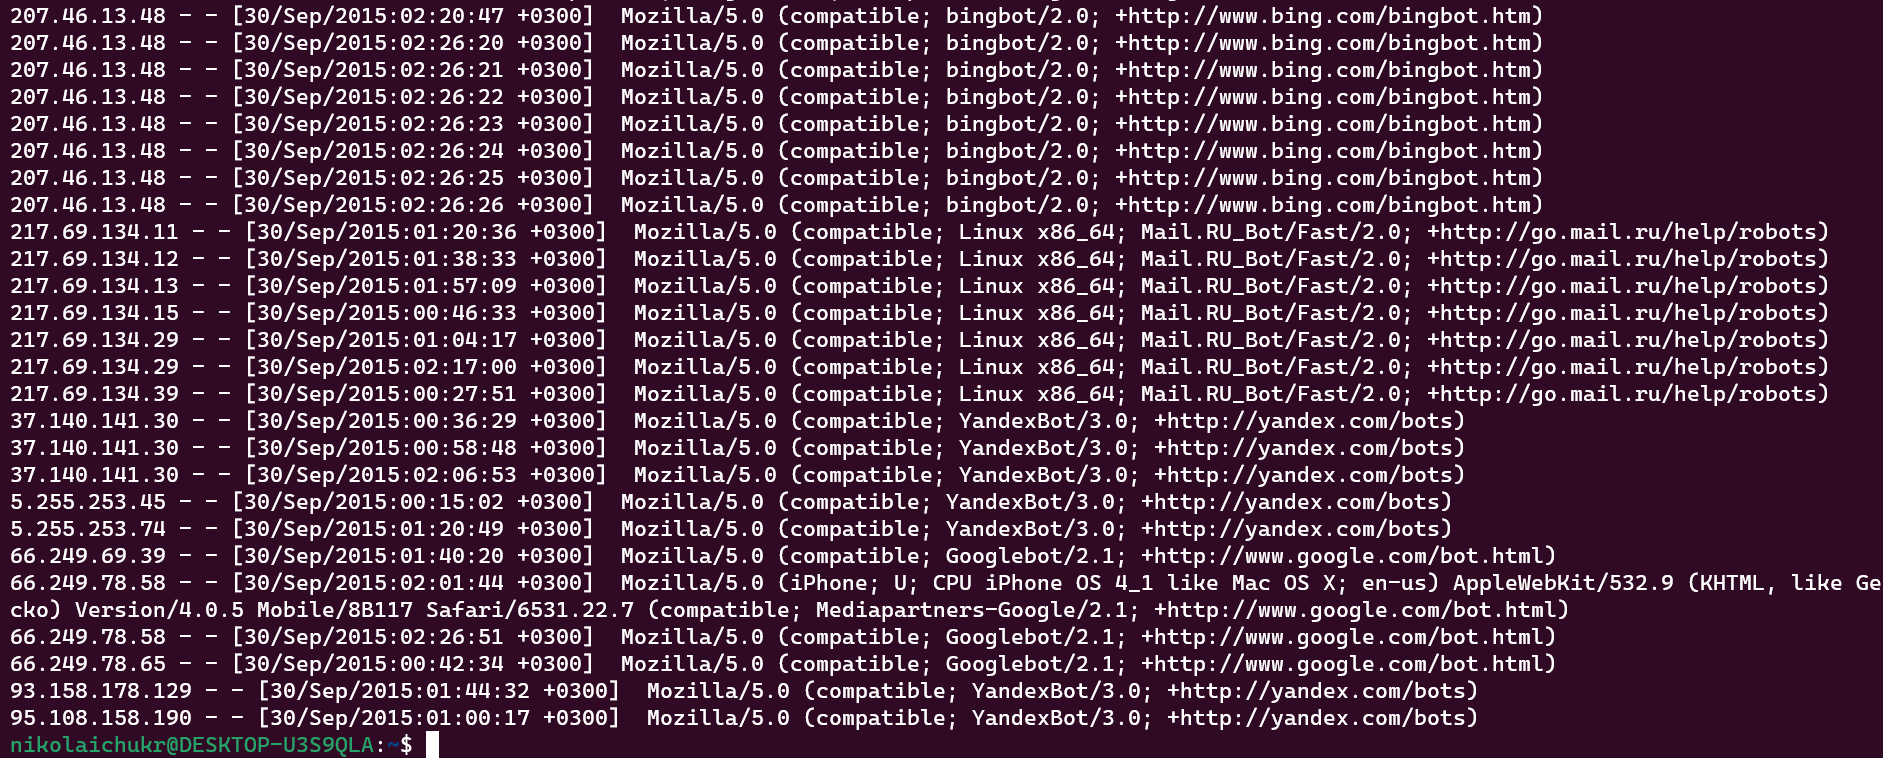 207.46.13.48 - - [30/Sep/2015:02:20:47 +0300]  Mozilla/5.0 (compatible; bingbot/2.0; +http://www.bing.com/bingbot.htm)
207.46.13.48 - - [30/Sep/2015:02:26:20 +0300]  Mozilla/5.0 (compatible; bingbot/2.0; +http://www.bing.com/bingbot.htm)
207.46.13.48 - - [30/Sep/2015:02:26:21 +0300]  Mozilla/5.0 (compatible; bingbot/2.0; +http://www.bing.com/bingbot.htm)
207.46.13.48 - - [30/Sep/2015:02:26:22 +0300]  Mozilla/5.0 (compatible; bingbot/2.0; +http://www.bing.com/bingbot.htm)
207.46.13.48 - - [30/Sep/2015:02:26:23 +0300]  Mozilla/5.0 (compatible; bingbot/2.0; +http://www.bing.com/bingbot.htm)
207.46.13.48 - - [30/Sep/2015:02:26:24 +0300]  Mozilla/5.0 (compatible; bingbot/2.0; +http://www.bing.com/bingbot.htm)
207.46.13.48 - - [30/Sep/2015:02:26:25 +0300]  Mozilla/5.0 (compatible; bingbot/2.0; +http://www.bing.com/bingbot.htm)
207.46.13.48 - - [30/Sep/2015:02:26:26 +0300]  Mozilla/5.0 (compatible; bingbot/2.0; +http://www.bing.com/bingbot.htm)
217.69.134.11 - - [30/Sep/2015:01:20:36 +0300]  Mozilla/5.0 (compatible; Linux x86_64; Mail.RU_Bot/Fast/2.0; +http://go.mail.ru/help/robots)
217.69.134.12 - - [30/Sep/2015:01:38:33 +0300]  Mozilla/5.0 (compatible; Linux x86_64; Mail.RU_Bot/Fast/2.0; +http://go.mail.ru/help/robots)
217.69.134.13 - - [30/Sep/2015:01:57:09 +0300]  Mozilla/5.0 (compatible; Linux x86_64; Mail.RU_Bot/Fast/2.0; +http://go.mail.ru/help/robots)
217.69.134.15 - - [30/Sep/2015:00:46:33 +0300]  Mozilla/5.0 (compatible; Linux x86_64; Mail.RU_Bot/Fast/2.0; +http://go.mail.ru/help/robots)
217.69.134.29 - - [30/Sep/2015:01:04:17 +0300]  Mozilla/5.0 (compatible; Linux x86_64; Mail.RU_Bot/Fast/2.0; +http://go.mail.ru/help/robots)
217.69.134.29 - - [30/Sep/2015:02:17:00 +0300]  Mozilla/5.0 (compatible; Linux x86_64; Mail.RU_Bot/Fast/2.0; +http://go.mail.ru/help/robots)
217.69.134.39 - - [30/Sep/2015:00:27:51 +0300]  Mozilla/5.0 (compatible; Linux x86_64; Mail.RU_Bot/Fast/2.0; +http://go.mail.ru/help/robots)
37.140.141.30 - - [30/Sep/2015:00:36:29 +0300]  Mozilla/5.0 (compatible; YandexBot/3.0; +http://yandex.com/bots)
37.140.141.30 - - [30/Sep/2015:00:58:48 +0300]  Mozilla/5.0 (compatible; YandexBot/3.0; +http://yandex.com/bots)
37.140.141.30 - - [30/Sep/2015:02:06:53 +0300]  Mozilla/5.0 (compatible; YandexBot/3.0; +http://yandex.com/bots)
5.255.253.45 - - [30/Sep/2015:00:15:02 +0300]  Mozilla/5.0 (compatible; YandexBot/3.0; +http://yandex.com/bots)
5.255.253.74 - - [30/Sep/2015:01:20:49 +0300]  Mozilla/5.0 (compatible; YandexBot/3.0; +http://yandex.com/bots)
66.249.69.39 - - [30/Sep/2015:01:40:20 +0300]  Mozilla/5.0 (compatible; Googlebot/2.1; +http://www.google.com/bot.html)
66.249.78.58 - - [30/Sep/2015:02:01:44 +0300]  Mozilla/5.0 (iPhone; U; CPU iPhone OS 4_1 like Mac OS X; en-us) AppleWebKit/532.9 (KHTML, like Ge
cko) Version/4.0.5 Mobile/8B117 Safari/6531.22.7 (compatible; Mediapartners-Google/2.1; +http://www.google.com/bot.html)
66.249.78.58 - - [30/Sep/2015:02:26:51 +0300]  Mozilla/5.0 (compatible; Googlebot/2.1; +http://www.google.com/bot.html)
66.249.78.65 - - [30/Sep/2015:00:42:34 +0300]  Mozilla/5.0 (compatible; Googlebot/2.1; +http://www.google.com/bot.html)
93.158.178.129 - - [30/Sep/2015:01:44:32 +0300]  Mozilla/5.0 (compatible; YandexBot/3.0; +http://yandex.com/bots)
95.108.158.190 - - [30/Sep/2015:01:00:17 +0300]  Mozilla/5.0 (compatible; YandexBot/3.0; +http://yandex.com/bots)
nikolaichukr@DESKTOP-U3S9QLA:~$